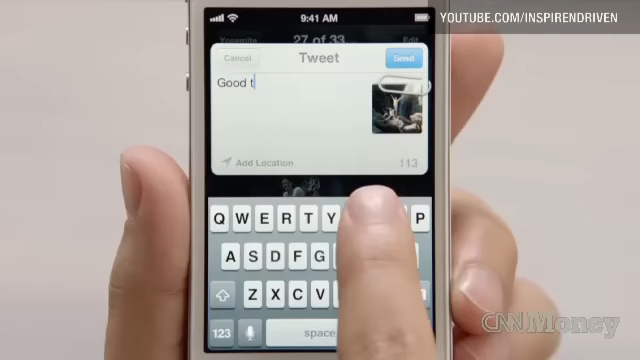 YOUTUBE.COM/INSPIRENDRIVEN
9:41 AM
Yosemite 27 of 33 Edit
Cancel Tweet Send
Good t
Add Location 113
Q W E R T Y P
A S D F G
Z X C V
123 space
CNNMoney